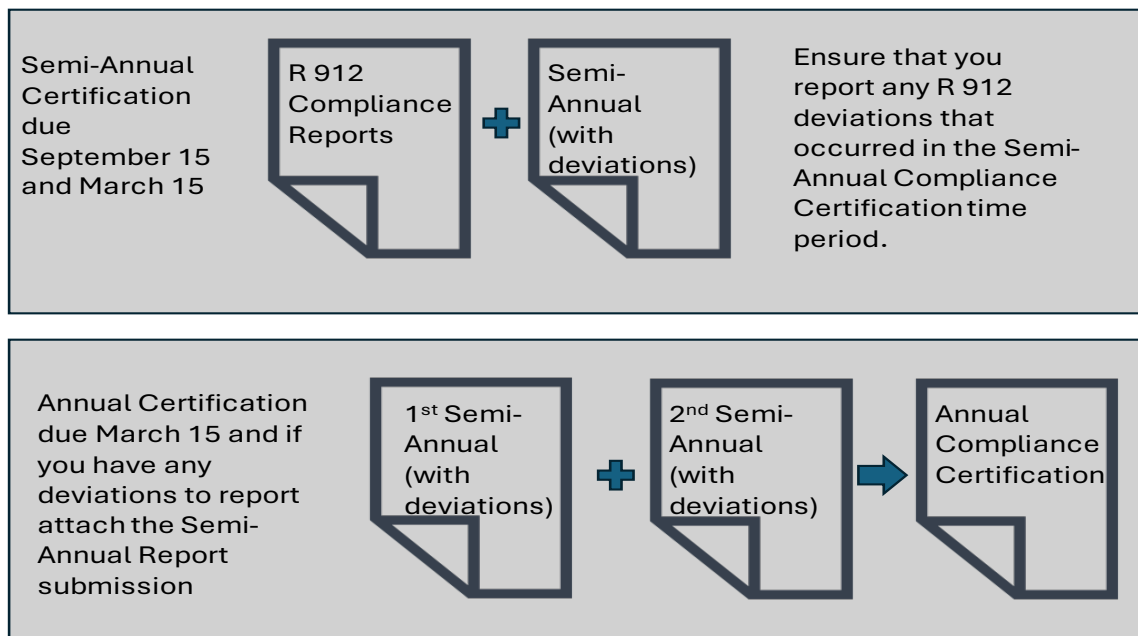 Semi-Annual
Certification
due
September 15
and March 15
R 912
Compliance
Reports
Semi-
Annual
(with
deviations)
Ensure that you
report any R 912
deviations that
occurred in the Semi-
Annual Compliance
Certification time
period.
Annual Certification
due March 15 and if
you have any
deviations to report
attach the Semi-
Annual Report
submission
1st Semi-
Annual
(with
deviations)
2nd Semi-
Annual
(with
deviations)
Annual
Compliance
Certification